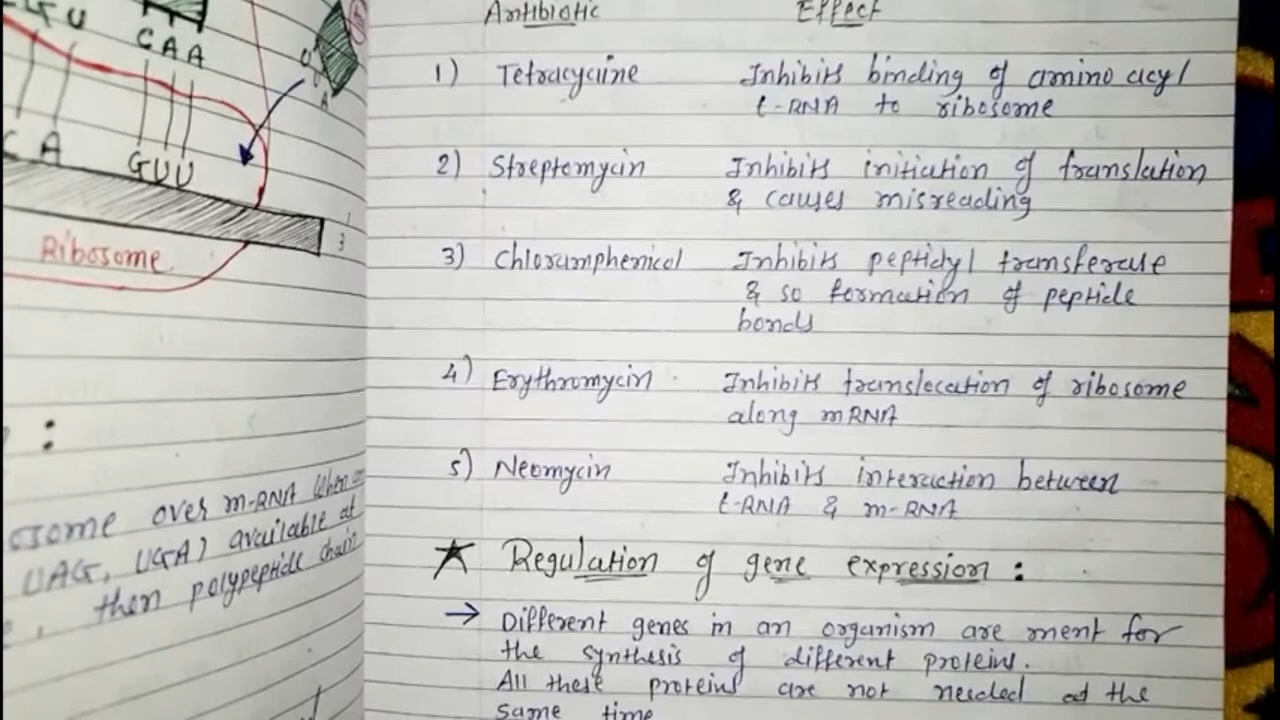 G U
C A A
C A
G U U
Ribosome
:
osome over m-RNA when
UAG, UGA) available at
then polypeptide chain
Antibiotic Effect
1) Tetracycine Inhibits binding of amino acyl
t-RNA to ribosome
2) Streptomycin Inhibits initiation of translation
& causes misreading
3) Chloramphenicol Inhibits peptidyl transferase
& so formation of peptide
bonds
4) Erythromycin Inhibits translocation of ribosome
along mRNA
5) Neomycin Inhibits interaction between
t-RNA & m-RNA
★ Regulation of gene expression :
→ Different genes in an organism are ment for
the synthesis of different proteins.
All these proteins are not needed at the
same time